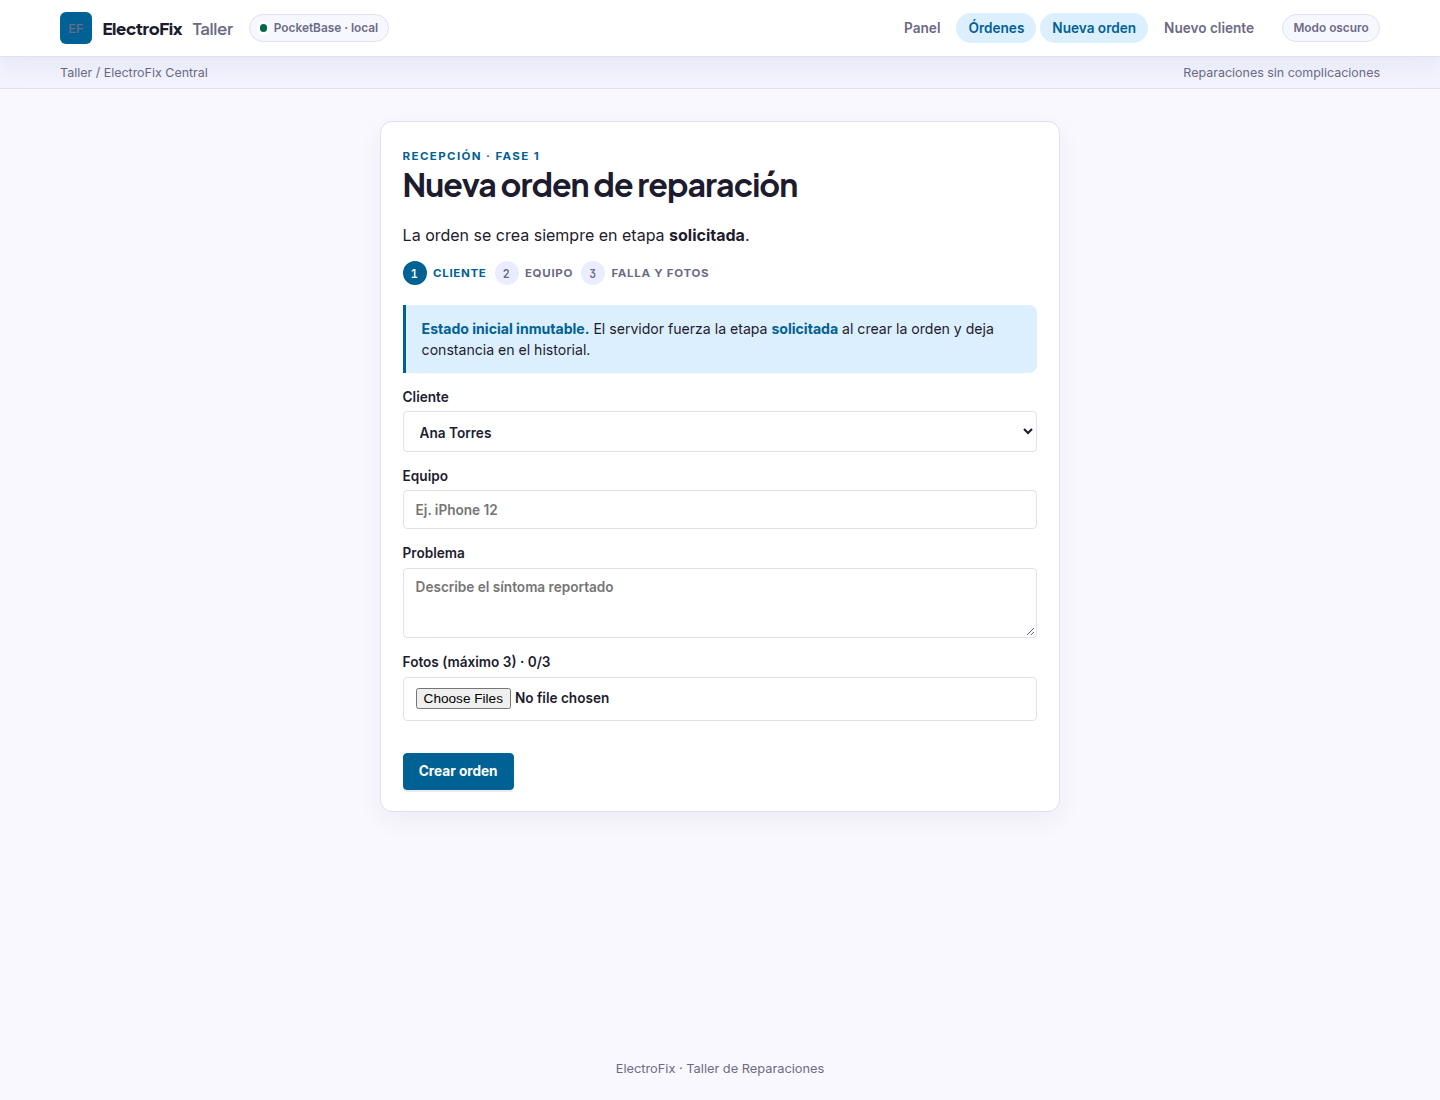 EF ElectroFix Taller PocketBase · local Panel Órdenes Nueva orden Nuevo cliente Modo oscuro
Taller / ElectroFix Central Reparaciones sin complicaciones
RECEPCIÓN · FASE 1
Nueva orden de reparación
La orden se crea siempre en etapa solicitada.
1 CLIENTE 2 EQUIPO 3 FALLA Y FOTOS
Estado inicial inmutable. El servidor fuerza la etapa solicitada al crear la orden y deja
constancia en el historial.
Cliente
Ana Torres
Equipo
Ej. iPhone 12
Problema
Describe el síntoma reportado
Fotos (máximo 3) · 0/3
Choose Files No file chosen
Crear orden
ElectroFix · Taller de Reparaciones